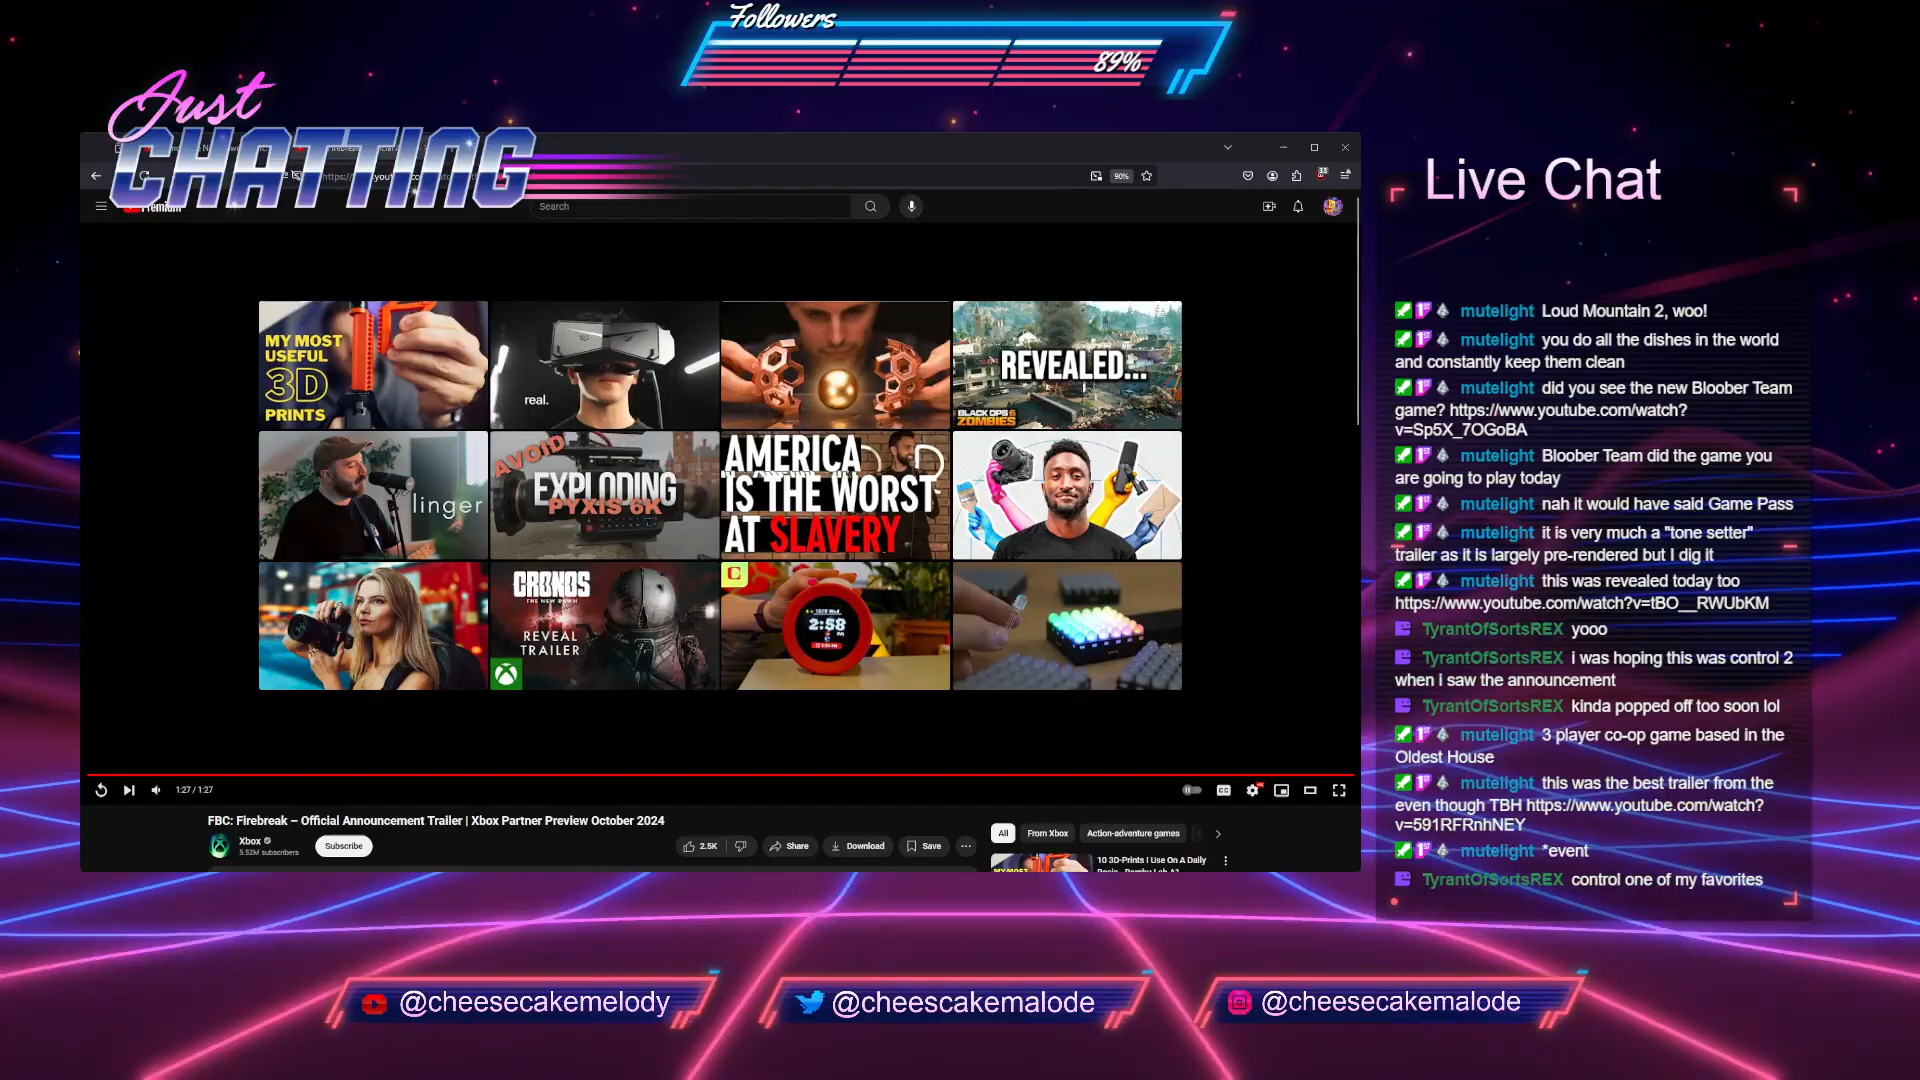 Followers
89%
Just
CHATTING
90%
33
Premium
Search
Live Chat
MY MOST
USEFUL
3D
PRINTS
real.
REVEALED...
BLACK OPS 6
ZOMBIES
linger
AVOID
EXPLODING
PYXIS 6K
AMERICA
IS THE WORST
AT SLAVERY
CRONOS
THE NEW DAWN
REVEAL
TRAILER
2:58
1:27 / 1:27
FBC: Firebreak – Official Announcement Trailer | Xbox Partner Preview October 2024
Xbox
5.52M subscribers
Subscribe
2.5K
Share
Download
Save
All
From Xbox
Action-adventure games
10 3D-Prints I Use On A Daily
mutelight Loud Mountain 2, woo!
mutelight you do all the dishes in the world
and constantly keep them clean
mutelight did you see the new Bloober Team
game? https://www.youtube.com/watch?
v=Sp5X_7OGoBA
mutelight Bloober Team did the game you
are going to play today
mutelight nah it would have said Game Pass
mutelight it is very much a "tone setter"
trailer as it is largely pre-rendered but I dig it
mutelight this was revealed today too
https://www.youtube.com/watch?v=tBO__RWUbKM
TyrantOfSortsREX yooo
TyrantOfSortsREX i was hoping this was control 2
when i saw the announcement
TyrantOfSortsREX kinda popped off too soon lol
mutelight 3 player co-op game based in the
Oldest House
mutelight this was the best trailer from the
even though TBH https://www.youtube.com/watch?
v=591RFRnhNEY
mutelight *event
TyrantOfSortsREX control one of my favorites
@cheesecakemelody
@cheescakemalode
@cheesecakemalode